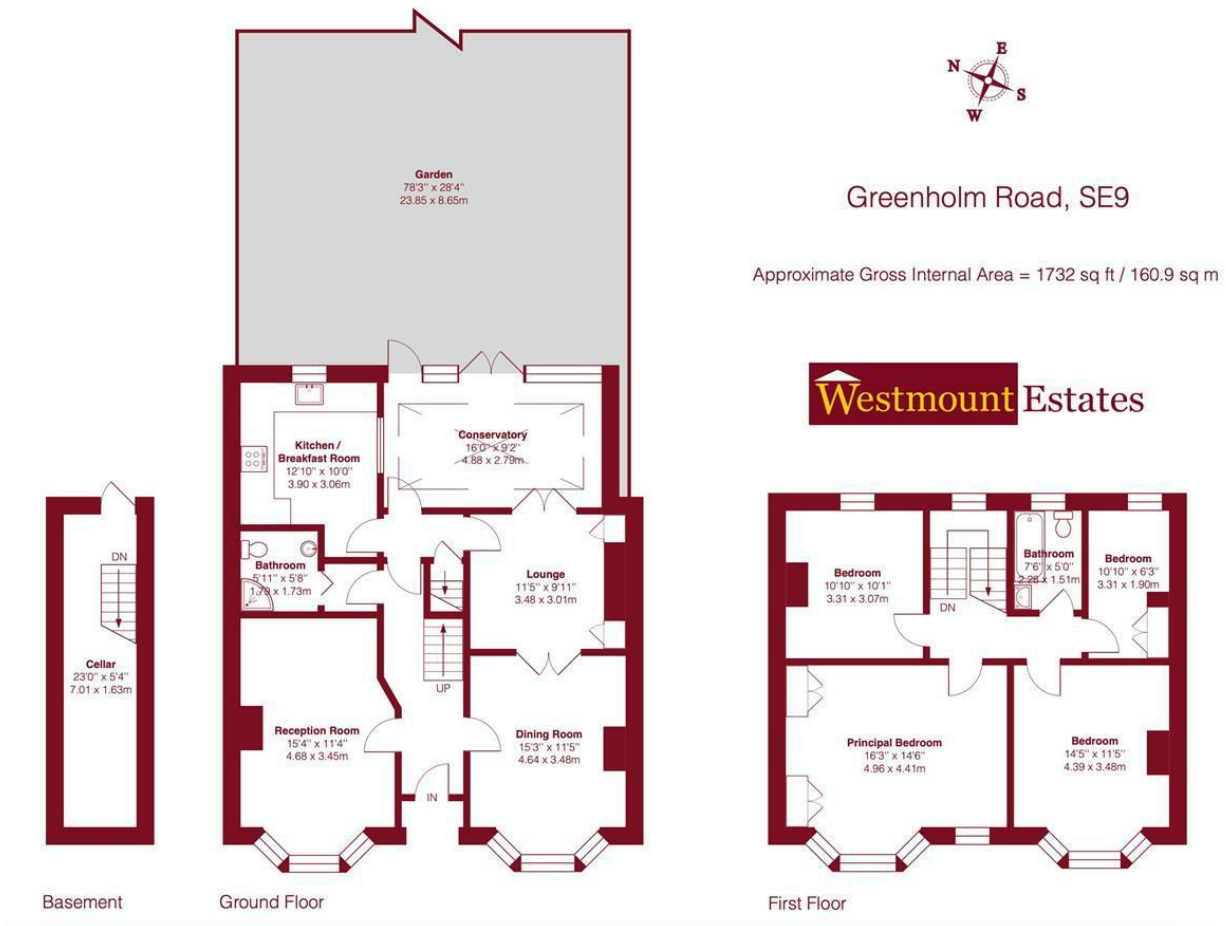 Garden
78'3" x 28'4"
23.85 x 8.65m
N
E
S
W
Greenholm Road, SE9
Approximate Gross Internal Area = 1732 sq ft / 160.9 sq m
Westmount Estates
Kitchen /
Breakfast Room
12'10" x 10'0"
3.90 x 3.06m
Conservatory
16'0" x 9'2"
4.88 x 2.79m
Bathroom
5'11" x 5'8"
1.79 x 1.73m
Lounge
11'5" x 9'11"
3.48 x 3.01m
UP
Reception Room
15'4" x 11'4"
4.68 x 3.45m
Dining Room
15'3" x 11'5"
4.64 x 3.48m
IN
DN
Cellar
23'0" x 5'4"
7.01 x 1.63m
Bedroom
10'10" x 10'1"
3.31 x 3.07m
DN
Bathroom
7'6" x 5'0"
2.28 x 1.51m
Bedroom
10'10" x 6'3"
3.31 x 1.90m
Principal Bedroom
16'3" x 14'6"
4.96 x 4.41m
Bedroom
14'5" x 11'5"
4.39 x 3.48m
Basement
Ground Floor
First Floor